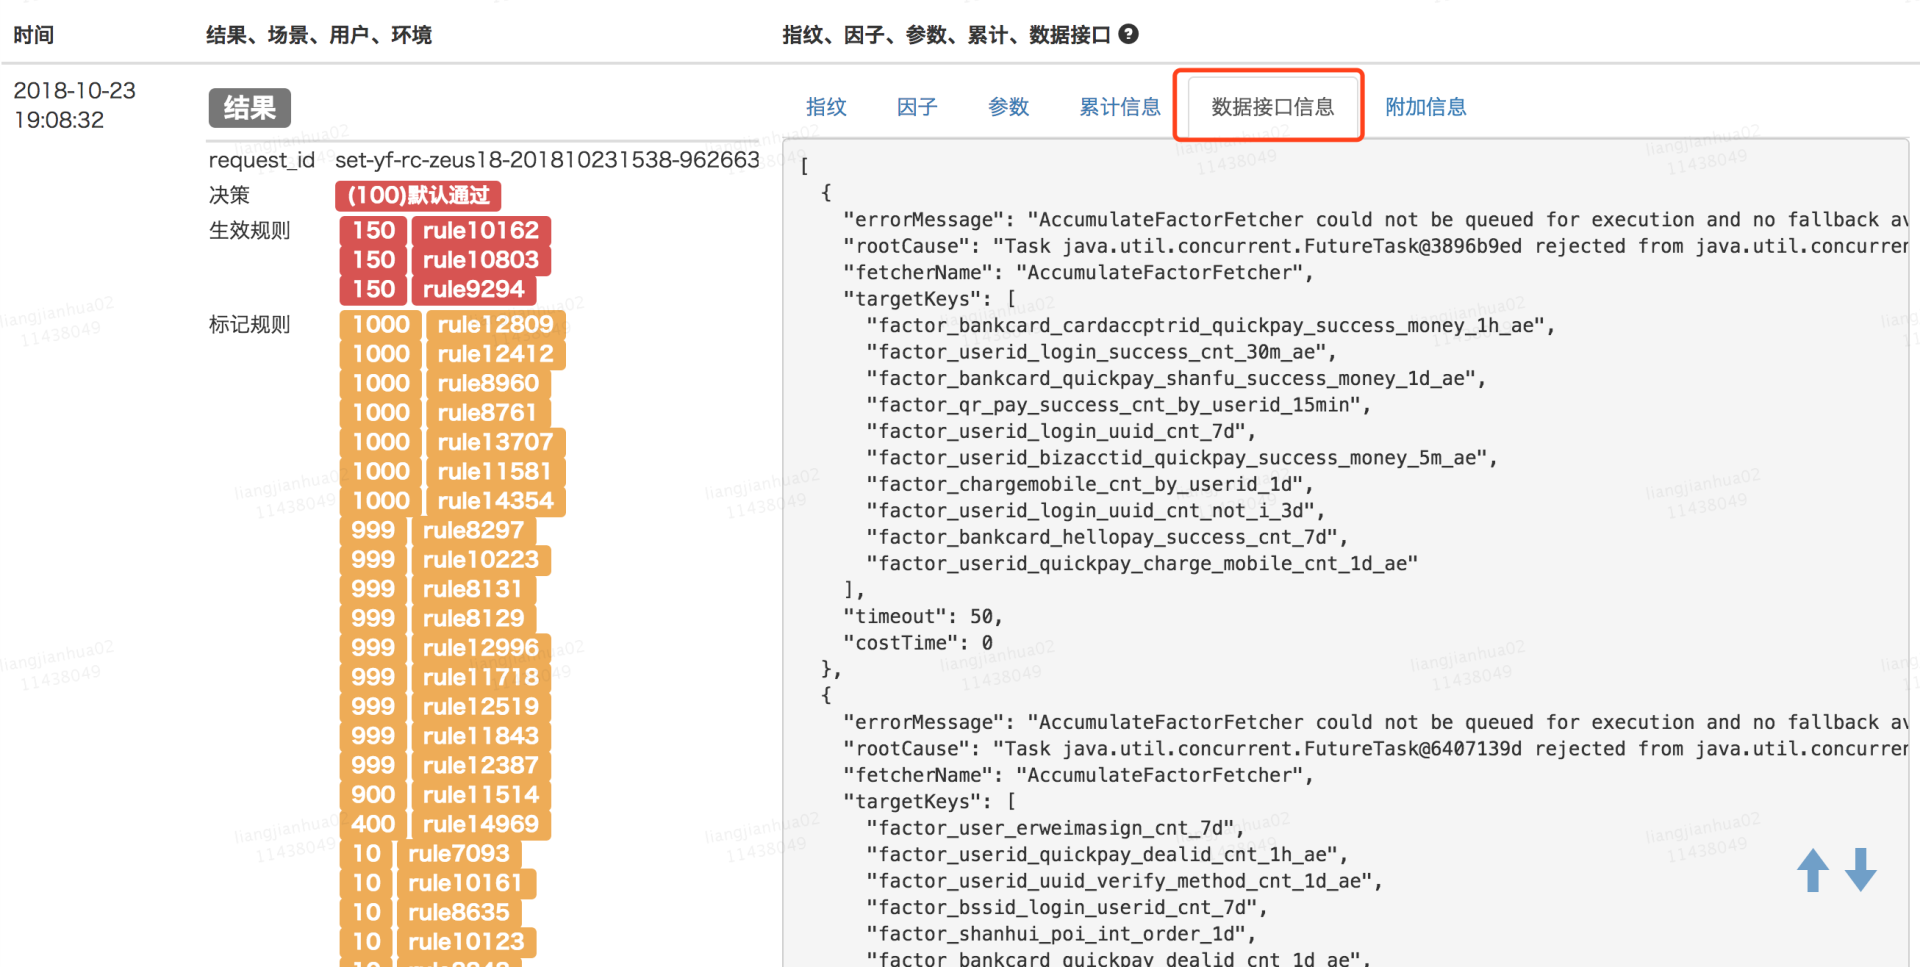 时间
结果、场景、用户、环境
指纹、因子、参数、累计、数据接口
2018-10-23
19:08:32
结果
request_id set-yf-rc-zeus18-201810231538-962663
决策 (100)默认通过
生效规则 150 rule10162
150 rule10803
150 rule9294
标记规则 1000 rule12809
1000 rule12412
1000 rule8960
1000 rule8761
1000 rule13707
1000 rule11581
1000 rule14354
999 rule8297
999 rule10223
999 rule8131
999 rule8129
999 rule12996
999 rule11718
999 rule12519
999 rule11843
999 rule12387
900 rule11514
400 rule14969
10 rule7093
10 rule10161
10 rule8635
10 rule10123
指纹 因子 参数 累计信息 数据接口信息 附加信息
[
{
"errorMessage": "AccumulateFactorFetcher could not be queued for execution and no fallback
"rootCause": "Task java.util.concurrent.FutureTask@3896b9ed rejected from java.util.concurren
"fetcherName": "AccumulateFactorFetcher",
"targetKeys": [
"factor_bankcard_cardaccptrid_quickpay_success_money_1h_ae",
"factor_userid_login_success_cnt_30m_ae",
"factor_bankcard_quickpay_shanfu_success_money_1d_ae",
"factor_qr_pay_success_cnt_by_userid_15min",
"factor_userid_login_uuid_cnt_7d",
"factor_userid_bizacctid_quickpay_success_money_5m_ae",
"factor_chargemobile_cnt_by_userid_1d",
"factor_userid_login_uuid_cnt_not_i_3d",
"factor_bankcard_hellopay_success_cnt_7d",
"factor_userid_quickpay_charge_mobile_cnt_1d_ae"
],
"timeout": 50,
"costTime": 0
},
{
"errorMessage": "AccumulateFactorFetcher could not be queued for execution and no fallback
"rootCause": "Task java.util.concurrent.FutureTask@6407139d rejected from java.util.concurren
"fetcherName": "AccumulateFactorFetcher",
"targetKeys": [
"factor_user_erweimasign_cnt_7d",
"factor_userid_quickpay_dealid_cnt_1h_ae",
"factor_userid_uuid_verify_method_cnt_1d_ae",
"factor_bssid_login_userid_cnt_7d",
"factor_shanhui_poi_int_order_1d",
"factor_bankcard_quickpay_dealid_cnt_1d_ae",
liangjianhua02
11438049